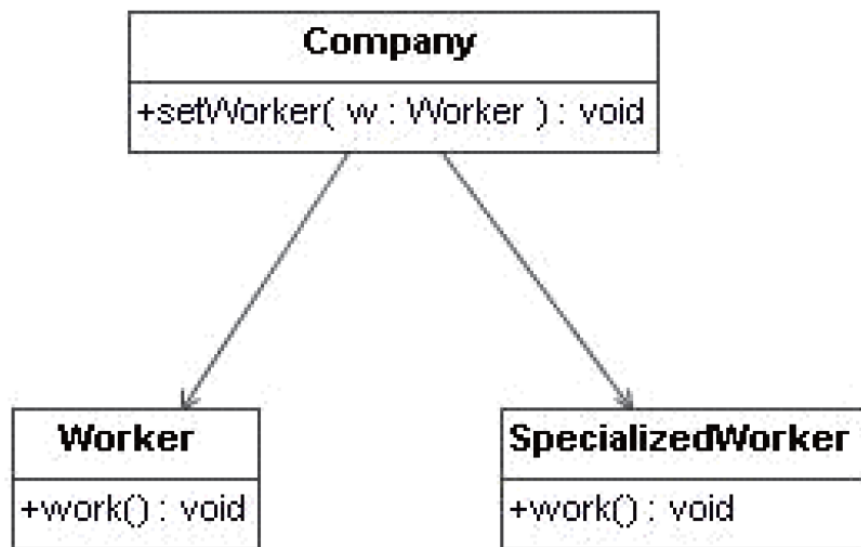 Company
+setWorker( w : Worker ) : void
Worker
+work() : void
SpecializedWorker
+work() : void